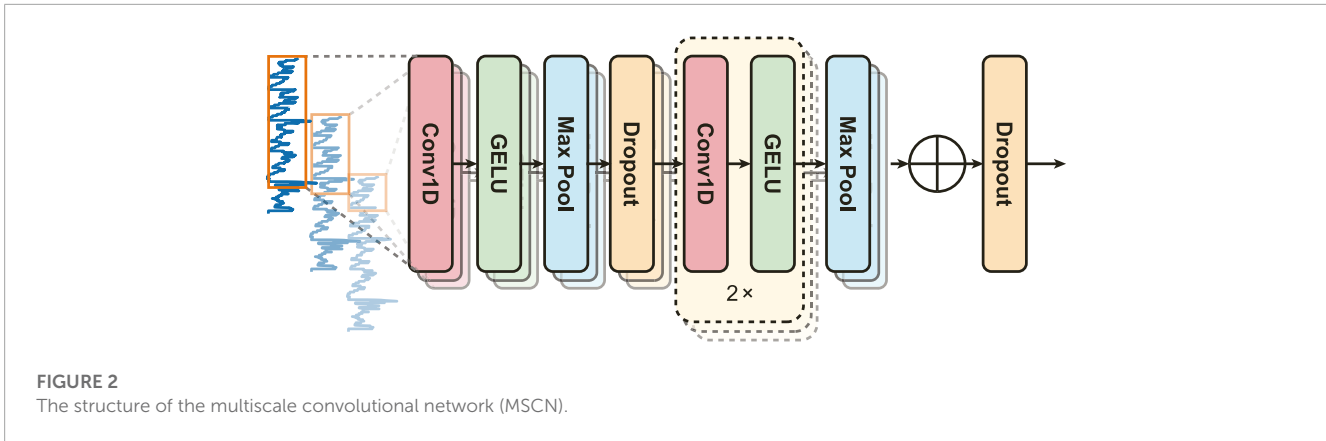 Conv1D
GELU
Max Pool
Dropout
Conv1D
GELU
2×
Max Pool
Dropout
FIGURE 2
The structure of the multiscale convolutional network (MSCN).